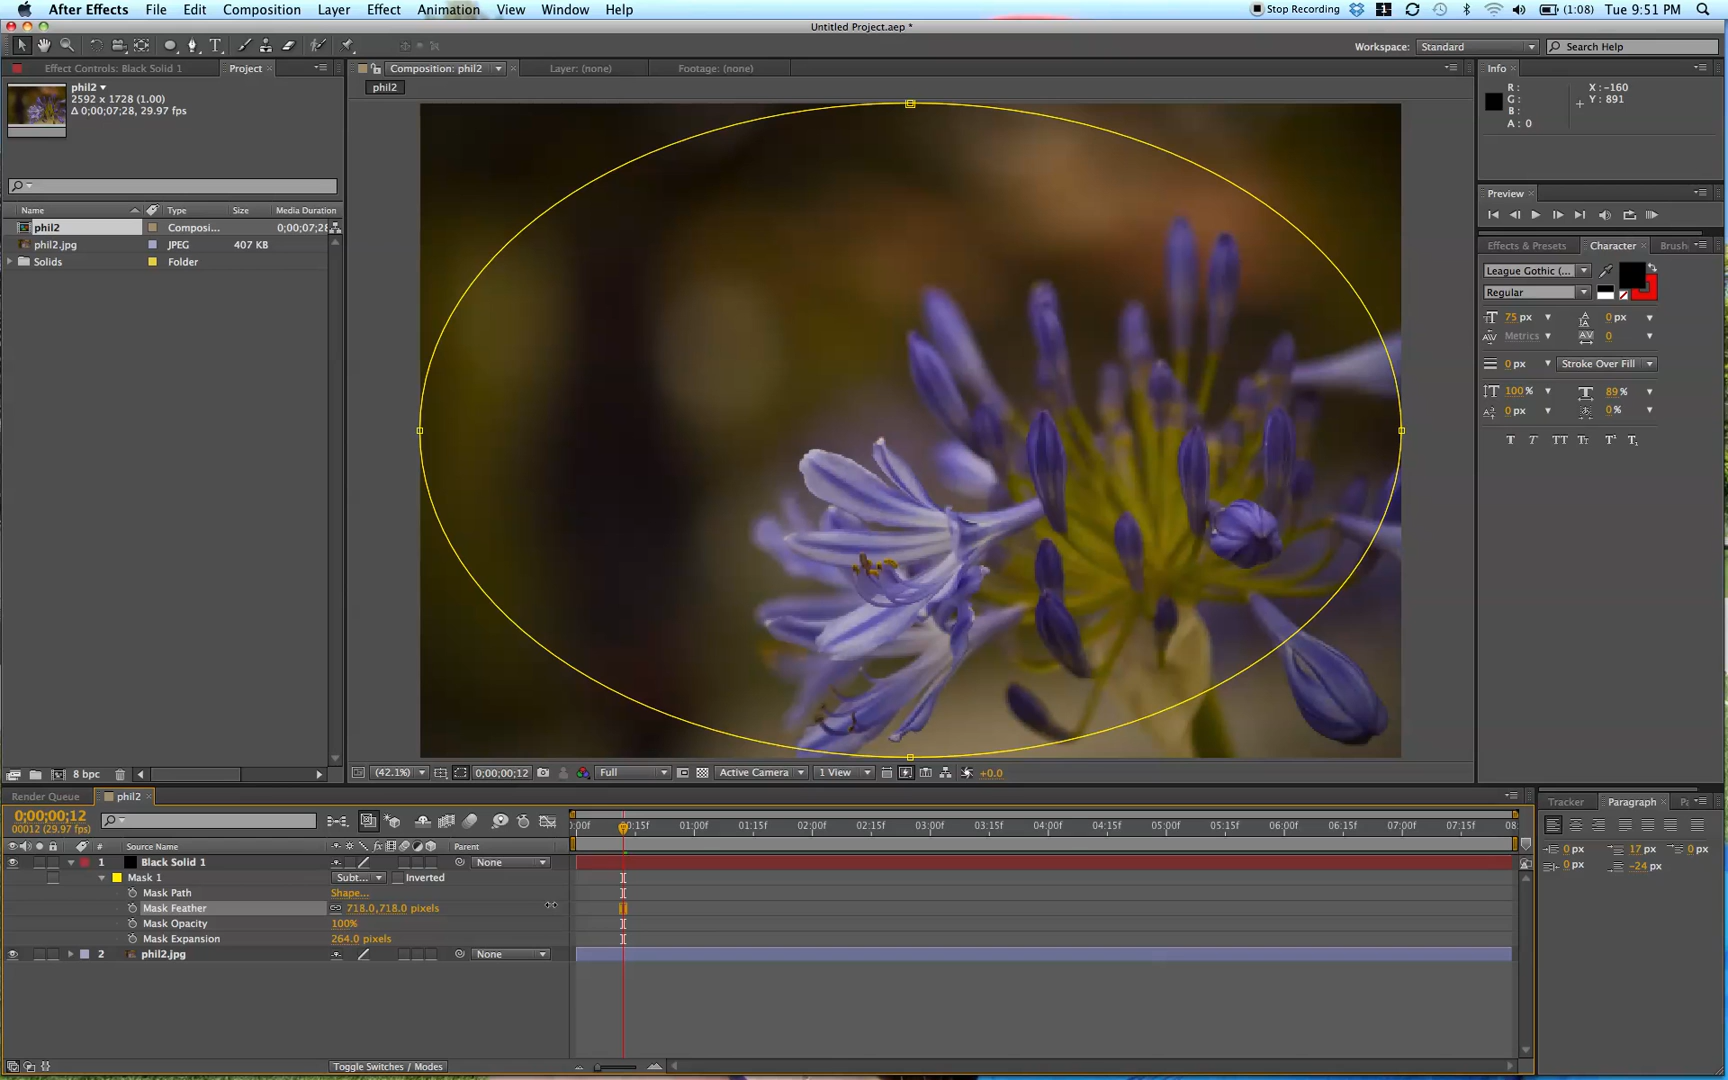 After Effects File Edit Composition Layer Effect Animation View Window Help
Stop Recording (1:08) Tue 9:51 PM
Untitled Project.aep *
Workspace: Standard Search Help
Effect Controls: Black Solid 1 Project
Composition: phil2 Layer: (none) Footage: (none)
phil2
phil2
2592 x 1728 (1.00)
Δ 0;00;07;28, 29.97 fps
Name Type Size Media Duration
phil2 Composi... 0;00;07;28
phil2.jpg JPEG 407 KB
Solids Folder
8 bpc
(42.1%) 0;00;00;12 Full Active Camera 1 View +0.0
Info
R :
G :
B :
A : 0
X : -160
Y : 891
Preview
Effects & Presets Character Brush
League Gothic (...
Regular
75 px 0 px
Metrics 0
0 px Stroke Over Fill
100 % 89 %
0 px 0 %
T T TT Tt T¹ T₁
Render Queue phil2
0;00;00;12
00012 (29.97 fps)
# Source Name Parent
:00f 00:15f 01:00f 01:15f 02:00f 02:15f 03:00f 03:15f 04:00f 04:15f 05:00f 05:15f 06:00f 06:15f 07:00f 07:15f 08:
1 Black Solid 1 None
Mask 1 Subt... Inverted
Mask Path Shape...
Mask Feather 718.0,718.0 pixels
Mask Opacity 100%
Mask Expansion 264.0 pixels
2 phil2.jpg None
Toggle Switches / Modes
Tracker Paragraph
0 px 17 px 0 px
0 px -24 px